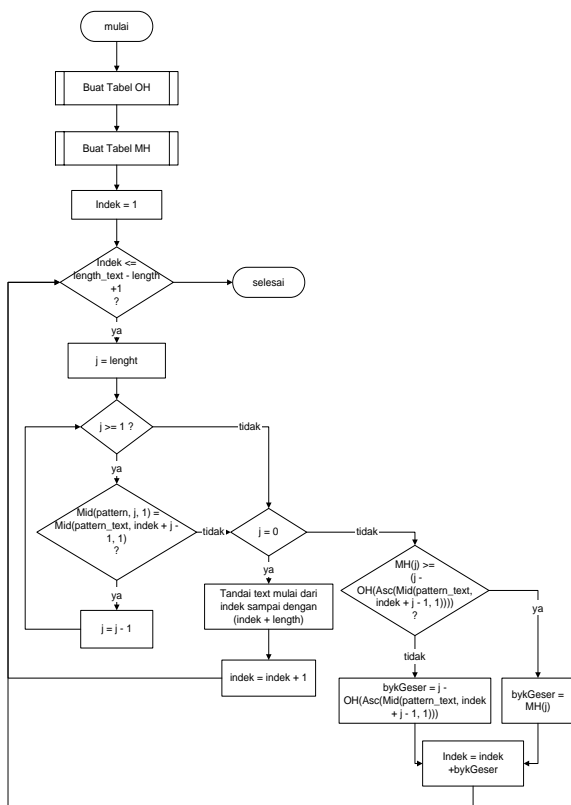 mulai
Buat Tabel OH
Buat Tabel MH
Indek = 1
Indek <=
length_text - length
+1
?
selesai
ya
j = lenght
j >= 1 ?
tidak
ya
Mid(pattern, j, 1) =
Mid(pattern_text, indek + j -
1, 1)
?
tidak
j = 0
tidak
ya
j = j - 1
ya
Tandai text mulai dari
indek sampai dengan
(indek + length)
indek = indek + 1
MH(j) >=
(j -
OH(Asc(Mid(pattern_text,
indek + j - 1, 1))))
?
ya
tidak
bykGeser = j -
OH(Asc(Mid(pattern_text, indek
+ j - 1, 1)))
bykGeser =
MH(j)
Indek = indek
+bykGeser